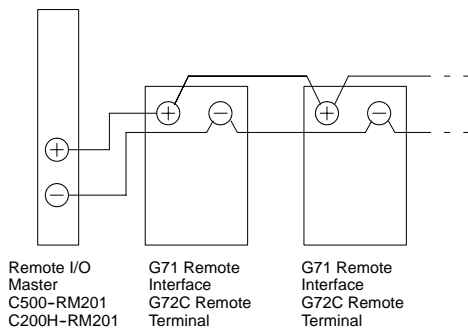 Remote I/O
Master
C500-RM201
C200H-RM201
G71 Remote
Interface
G72C Remote
Terminal
G71 Remote
Interface
G72C Remote
Terminal